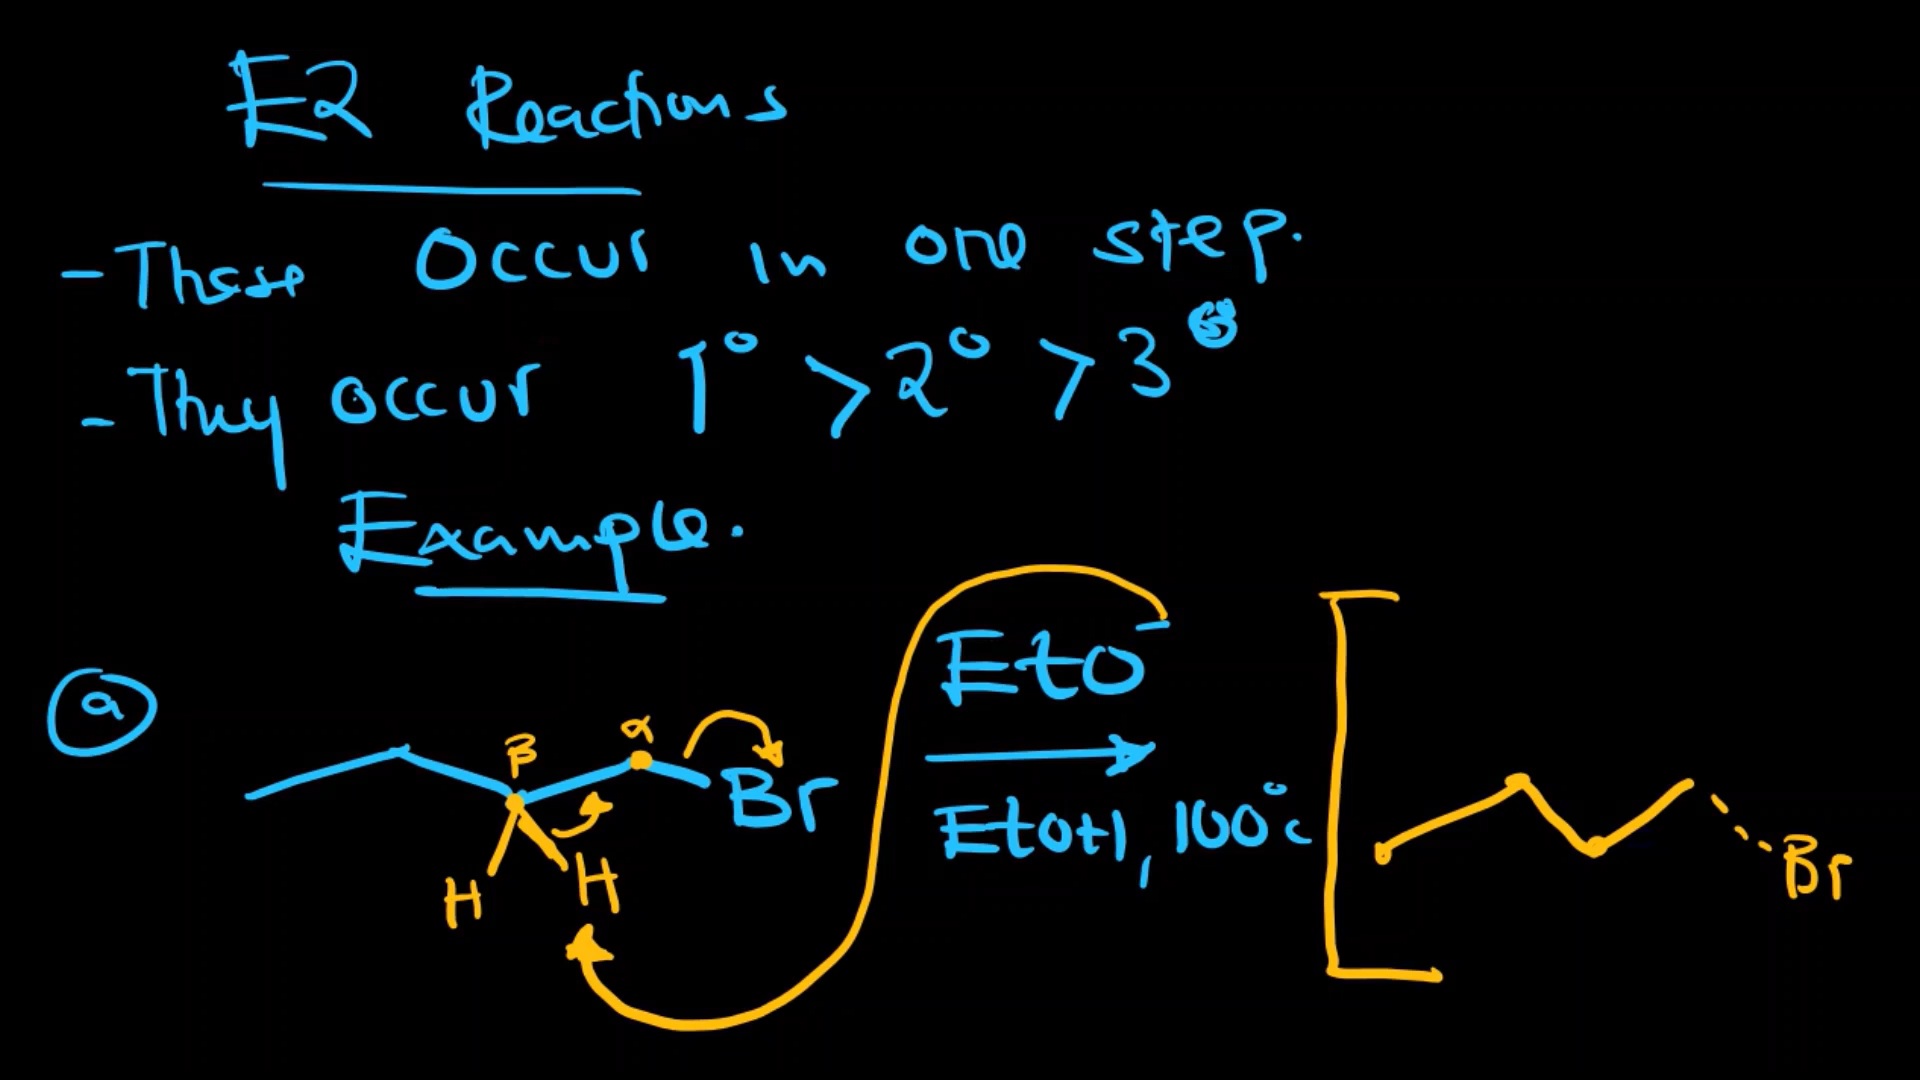 E2 Reactions
- These occur in one step.
- They occur 1° > 2° > 3°
Example.
a
EtO⁻
β α
Br
EtOH, 100°c
H H
Br